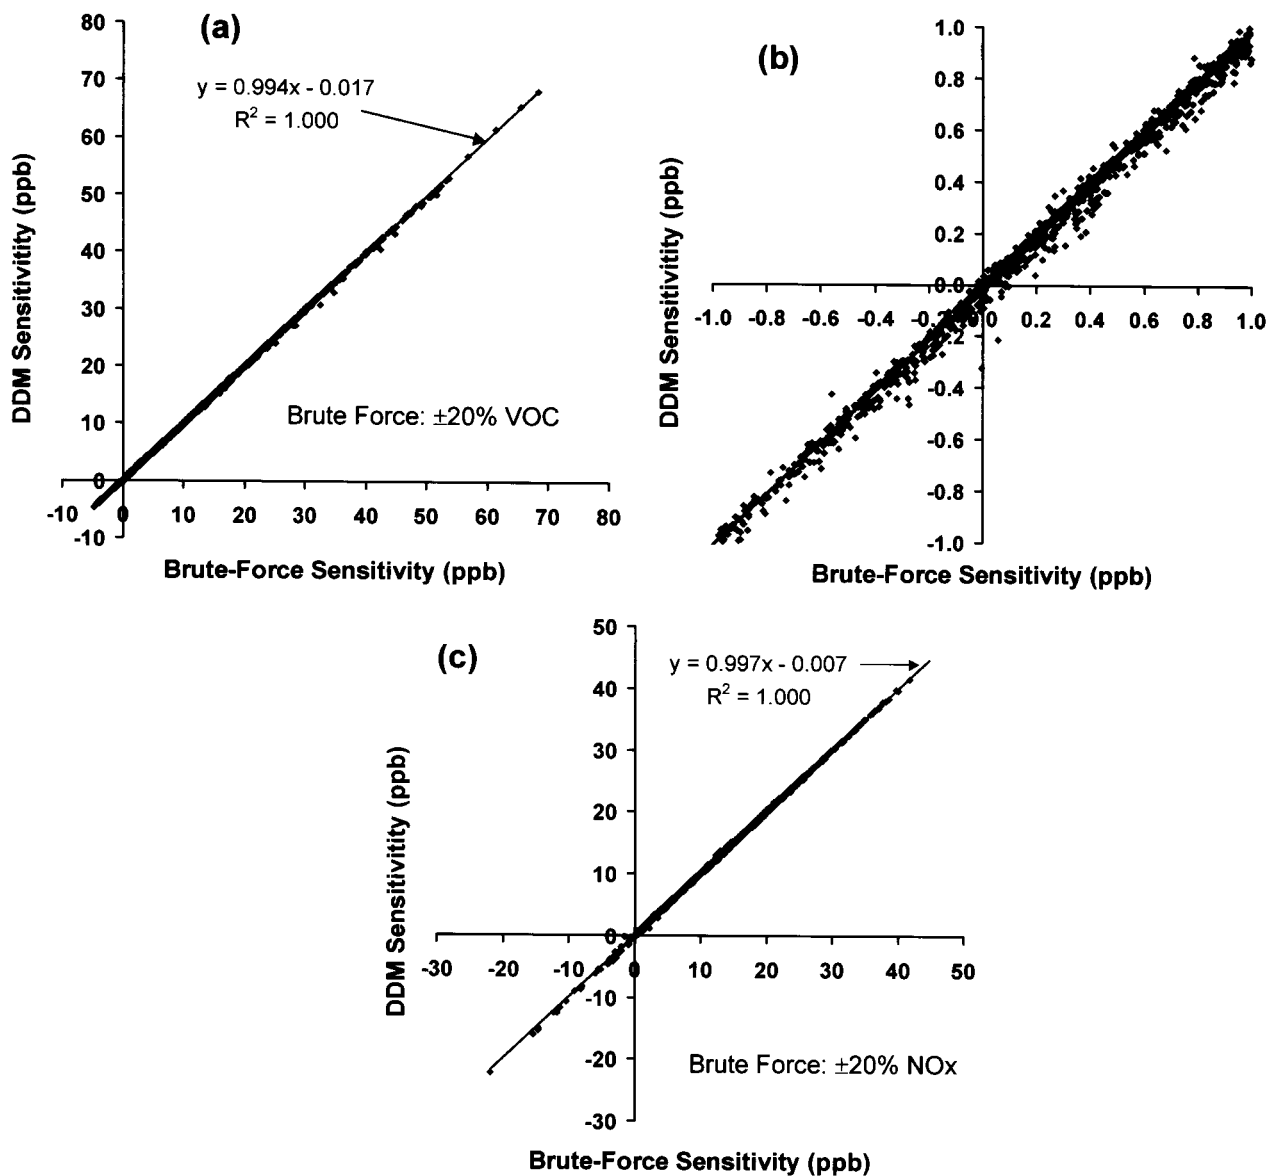 (a)
y = 0.994x - 0.017
R² = 1.000
80
70
60
50
40
30
20
10
0
-10
-10 0 10 20 30 40 50 60 70 80
DDM Sensitivitity (ppb)
Brute Force: ±20% VOC
Brute-Force Sensitivity (ppb)
(b)
1.0
0.8
0.6
0.4
0.2
0.0
-0.4
-0.6
-0.8
-1.0
-1.0 -0.8 -0.6 -0.4 -0.2 0.0 0.2 0.4 0.6 0.8 1.0
DDM Sensitivitity (ppb)
Brute-Force Sensitivity (ppb)
(c)
y = 0.997x - 0.007
R² = 1.000
50
40
30
20
10
0
-10
-20
-30
-30 -20 -10 0 10 20 30 40 50
DDM Sensitivitity (ppb)
Brute Force: ±20% NOx
Brute-Force Sensitivity (ppb)